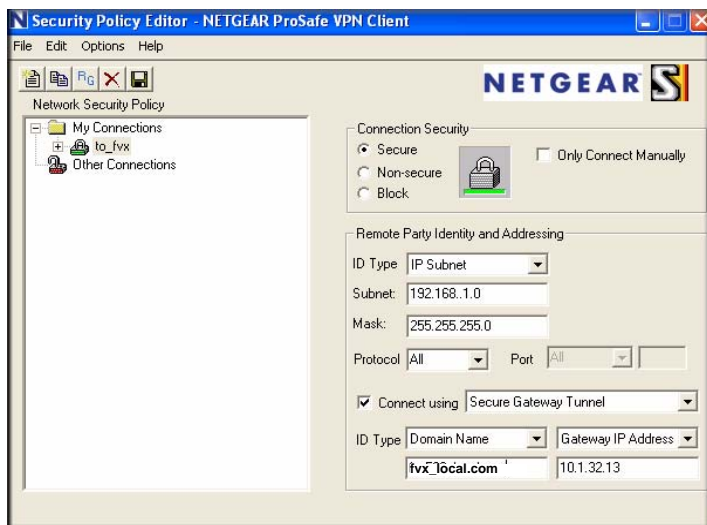 Security Policy Editor - NETGEAR ProSafe VPN Client
File Edit Options Help
NETGEAR
Network Security Policy
My Connections
to_fvx
Other Connections
Connection Security
Secure
Non-secure
Block
Only Connect Manually
Remote Party Identity and Addressing
ID Type IP Subnet
Subnet: 192.168..1.0
Mask: 255.255.255.0
Protocol All Port All
Connect using Secure Gateway Tunnel
ID Type Domain Name Gateway IP Address
fvx_local.com 10.1.32.13